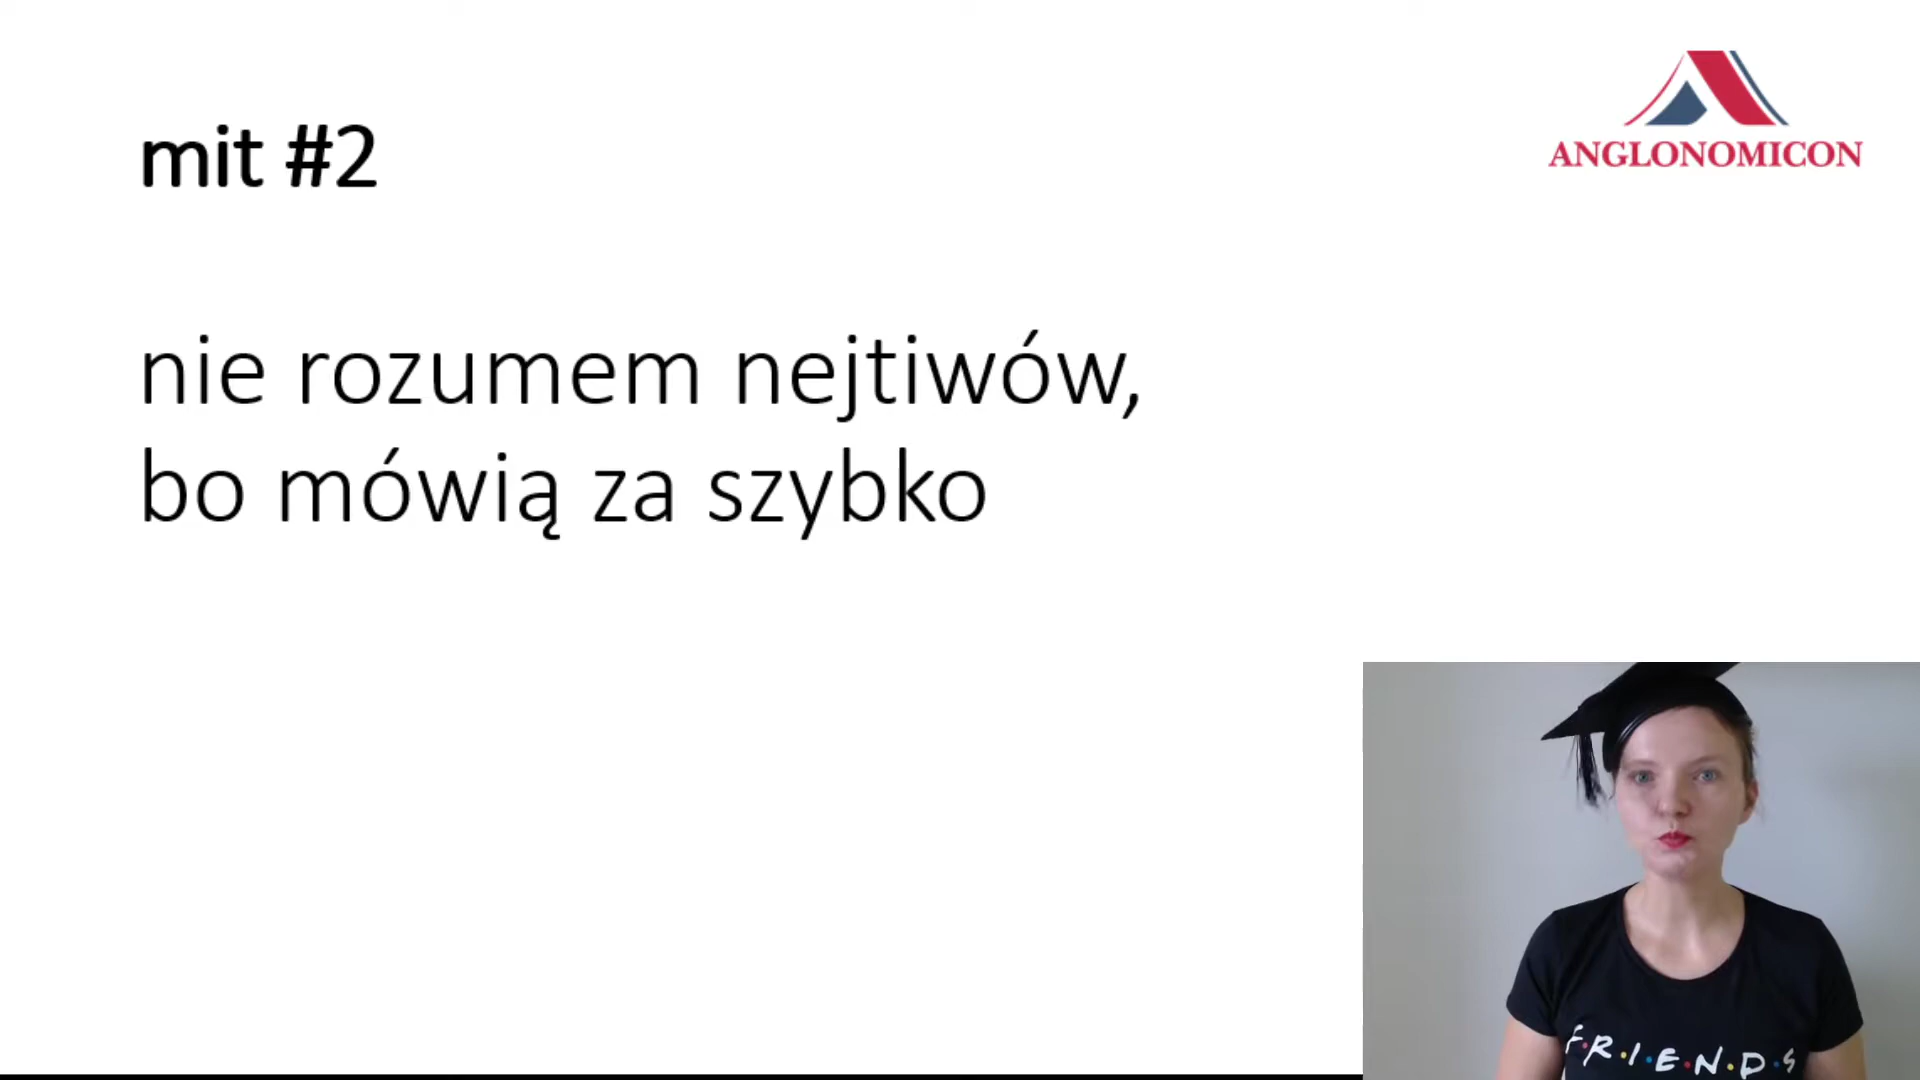 mit #2
ANGLONOMICON
nie rozumem nejtiwów,
bo mówią za szybko
F·R·I·E·N·D·S